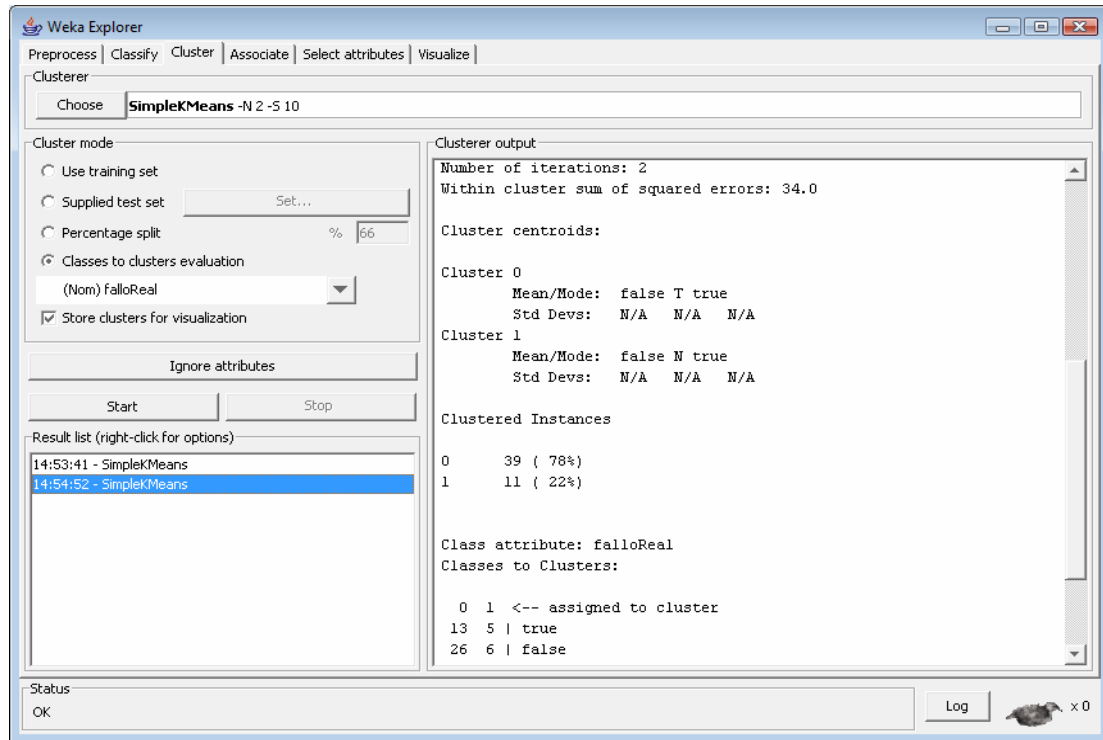 Weka Explorer
Preprocess Classify Cluster Associate Select attributes Visualize
Clusterer
Choose SimpleKMeans -N 2 -S 10
Cluster mode
Use training set
Supplied test set Set...
Percentage split % 66
Classes to clusters evaluation
(Nom) falloReal
Store clusters for visualization
Ignore attributes
Start Stop
Result list (right-click for options)
14:53:41 - SimpleKMeans
14:54:52 - SimpleKMeans
Clusterer output
Number of iterations: 2
Within cluster sum of squared errors: 34.0
Cluster centroids:
Cluster 0
Mean/Mode: false T true
Std Devs: N/A N/A N/A
Cluster 1
Mean/Mode: false N true
Std Devs: N/A N/A N/A
Clustered Instances
0 39 ( 78%)
1 11 ( 22%)
Class attribute: falloReal
Classes to Clusters:
0 1 <-- assigned to cluster
13 5 | true
26 6 | false
Status
OK
Log x 0